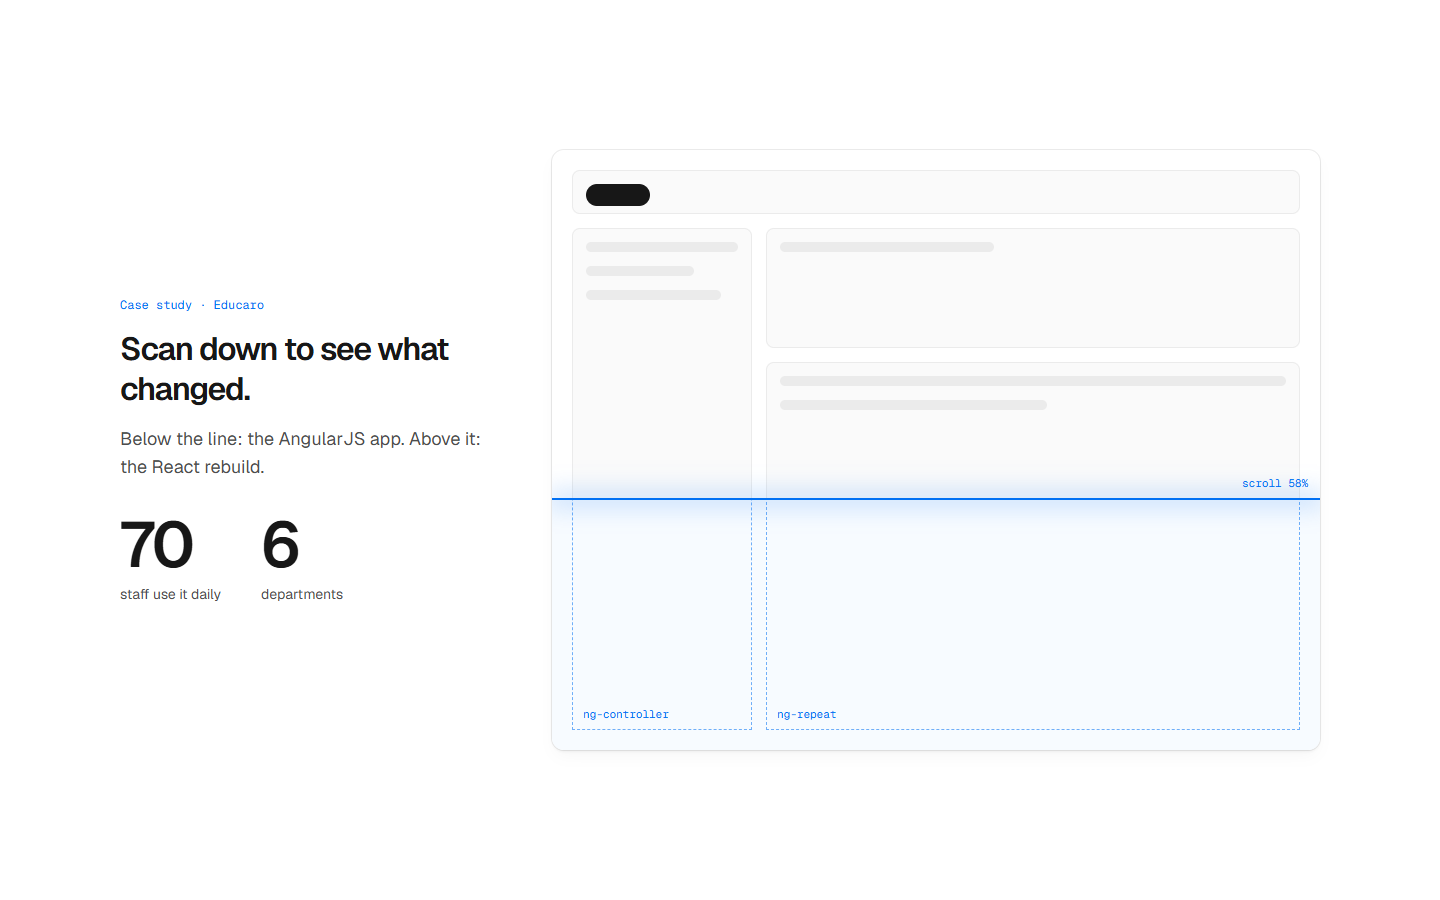 Case study · Educaro
Scan down to see what
changed.
Below the line: the AngularJS app. Above it:
the React rebuild.
70
staff use it daily
6
departments
scroll 58%
ng-controller
ng-repeat